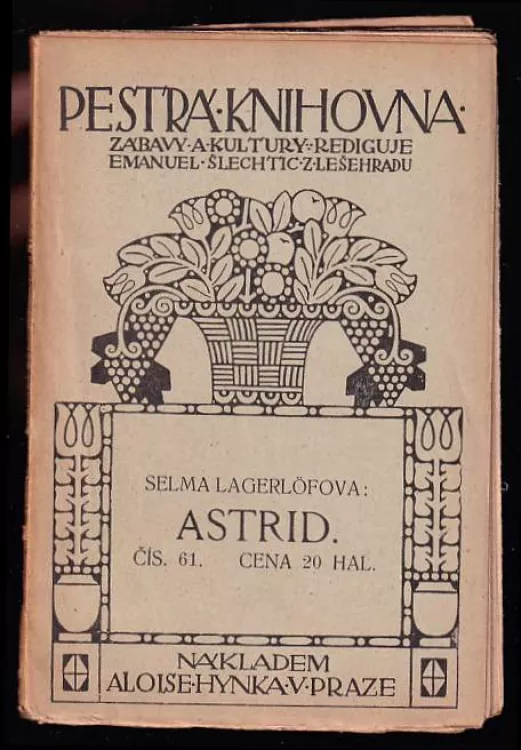 PESTRÁ·KNIHOVNA·
ZÁBAVY·A·KULTURY·REDIGUJE
EMANUEL·ŠLECHTIC·Z·LEŠEHRADU
SELMA LAGERLÖFOVA:
ASTRID.
ČÍS. 61. CENA 20 HAL.
NÁKLADEM
ALOISE·HYNKA·V·PRAZE